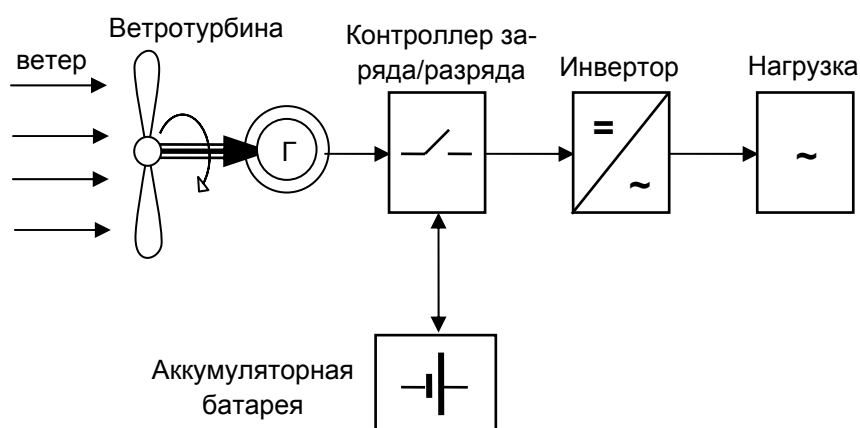 Ветротурбина
ветер
Контроллер за-
ряда/разряда
Инвертор
Нагрузка
Г
=
~
~
Аккумуляторная
батарея